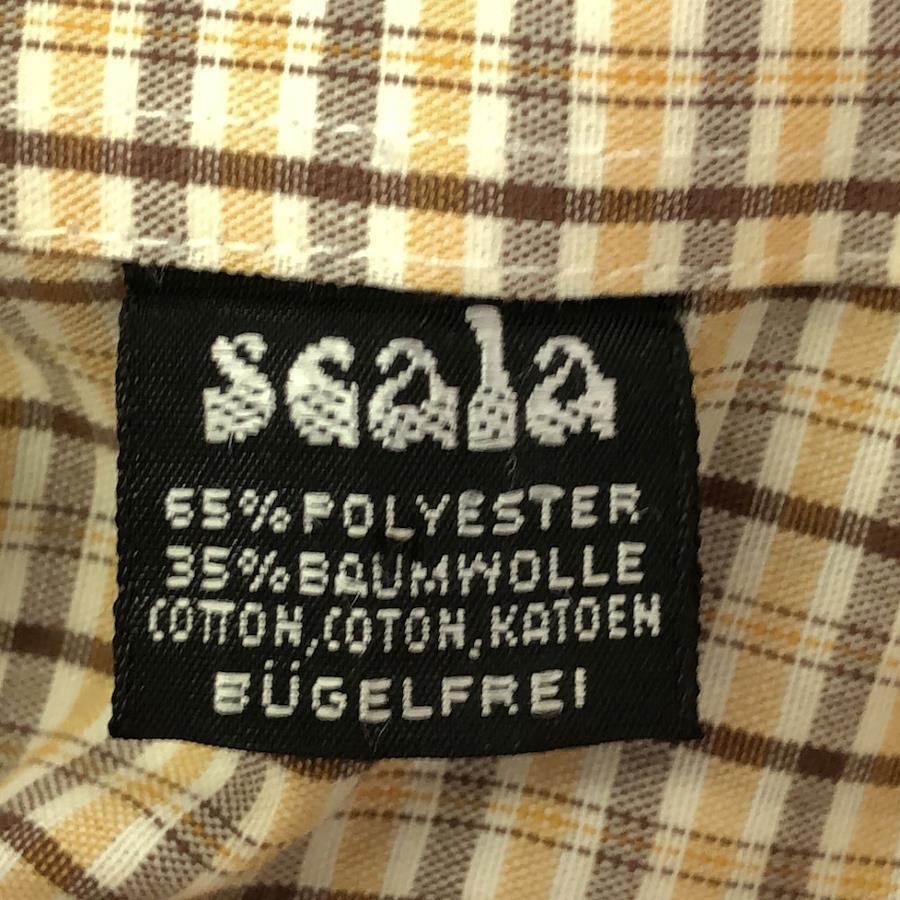 scala
65% POLYESTER
35% BAUMWOLLE
COTTON, COTON, KATOEN
BÜGELFREI